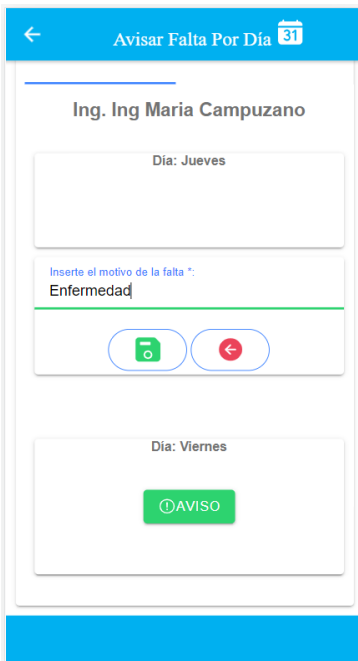 Avisar Falta Por Día 31
Ing. Ing Maria Campuzano
Día: Jueves
Inserte el motivo de la falta *:
Enfermedad
Día: Viernes
AVISO